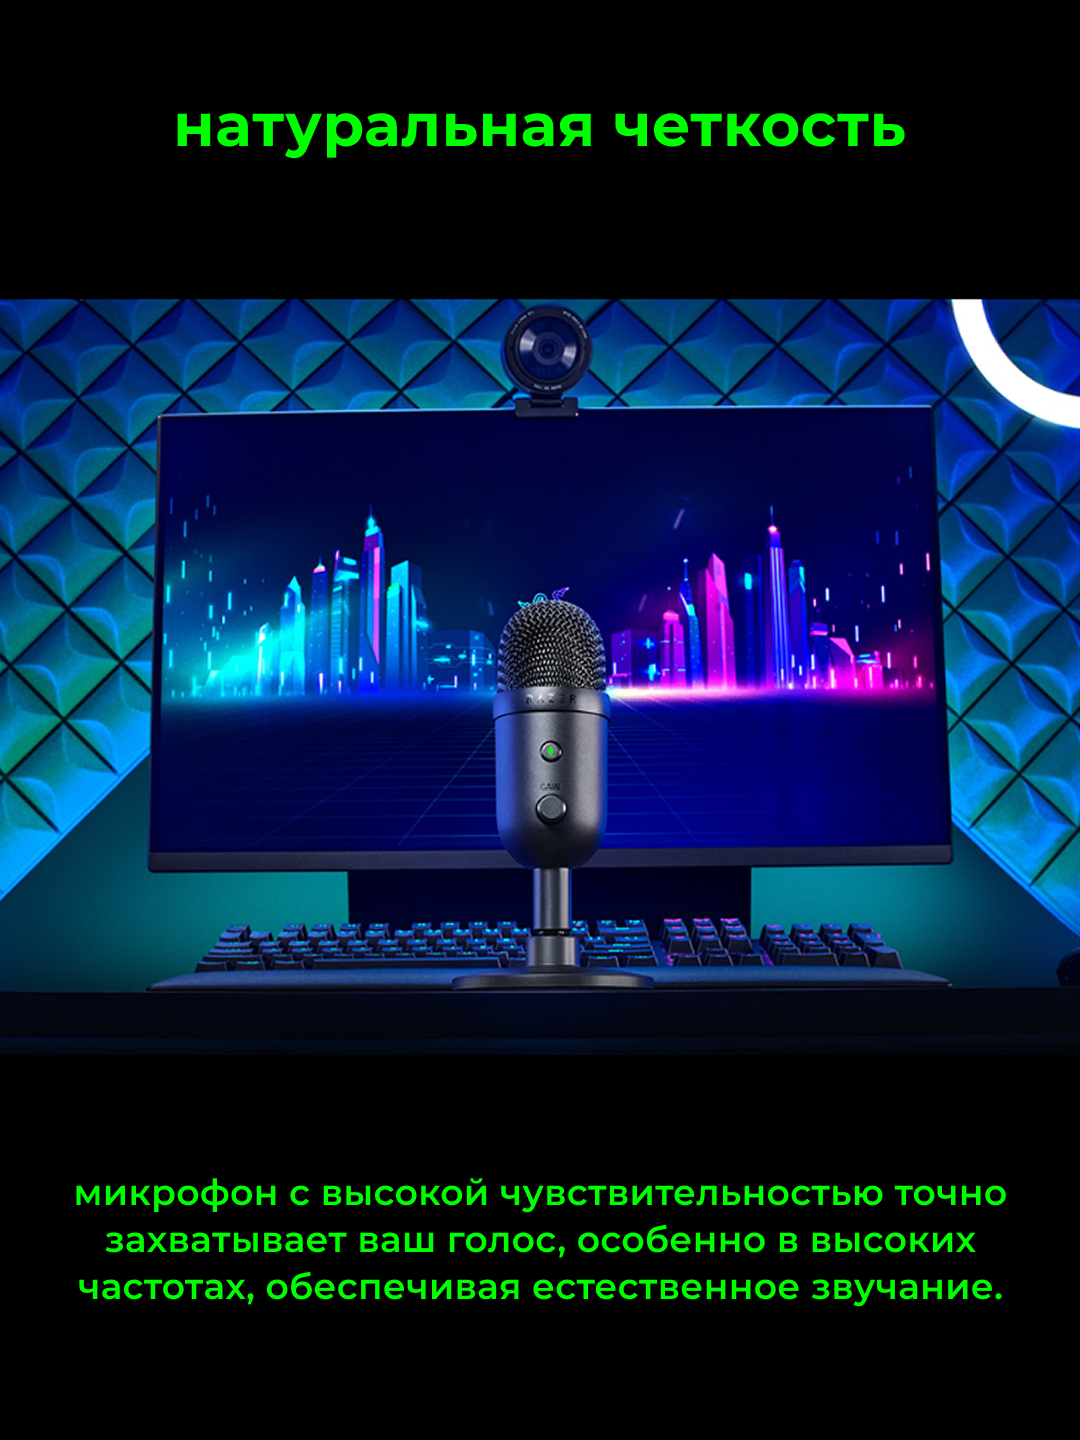 натуральная четкость
RAZER
GAIN
микрофон с высокой чувствительностью точно
захватывает ваш голос, особенно в высоких
частотах, обеспечивая естественное звучание.